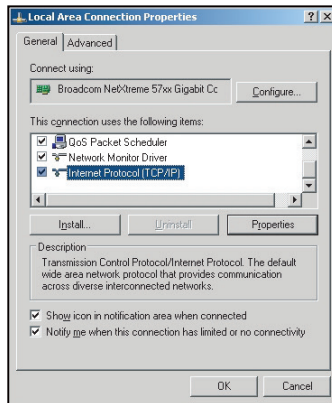 Local Area Connection Properties
General Advanced
Connect using:
Broadcom NetXtreme 57xx Gigabit Cc
Configure...
This connection uses the following items:
QoS Packet Scheduler
Network Monitor Driver
Internet Protocol (TCP/IP)
Install... Uninstall Properties
Description
Transmission Control Protocol/Internet Protocol. The default
wide area network protocol that provides communication
across diverse interconnected networks.
Show icon in notification area when connected
Notify me when this connection has limited or no connectivity
OK Cancel